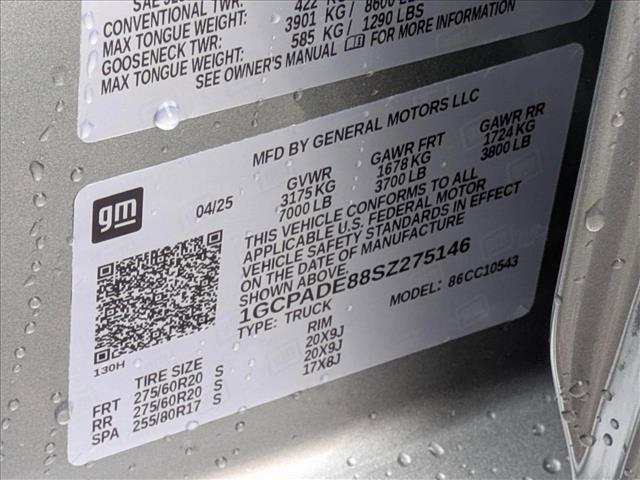 CONVENTIONAL TWR: 3901 KG / 8600
MAX TONGUE WEIGHT:
GOOSENECK TWR: 585 KG / 1290 LBS
MAX TONGUE WEIGHT:
SEE OWNER'S MANUAL FOR MORE INFORMATION
MFD BY GENERAL MOTORS LLC
gm
04/25
GVWR GAWR FRT GAWR RR
3175 KG 1678 KG 1724 KG
7000 LB 3700 LB 3800 LB
THIS VEHICLE CONFORMS TO ALL
APPLICABLE U.S. FEDERAL MOTOR
VEHICLE SAFETY STANDARDS IN EFFECT
ON THE DATE OF MANUFACTURE
SHOWN ABOVE.
1GCPADE88SZ275146
TYPE: TRUCK MODEL: 86CC10543
130H
TIRE SIZE RIM
FRT 275/60R20 S 20X9J
RR 275/60R20 S 20X9J
SPA 255/80R17 S 17X8J